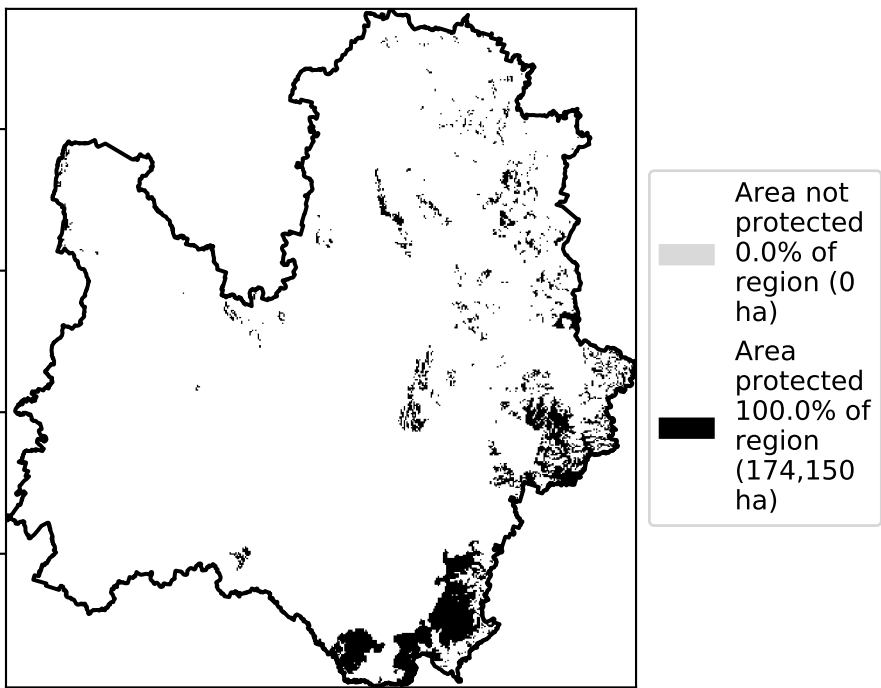 Area not
protected
0.0% of
region (0
ha)
Area
protected
100.0% of
region
(174,150
ha)